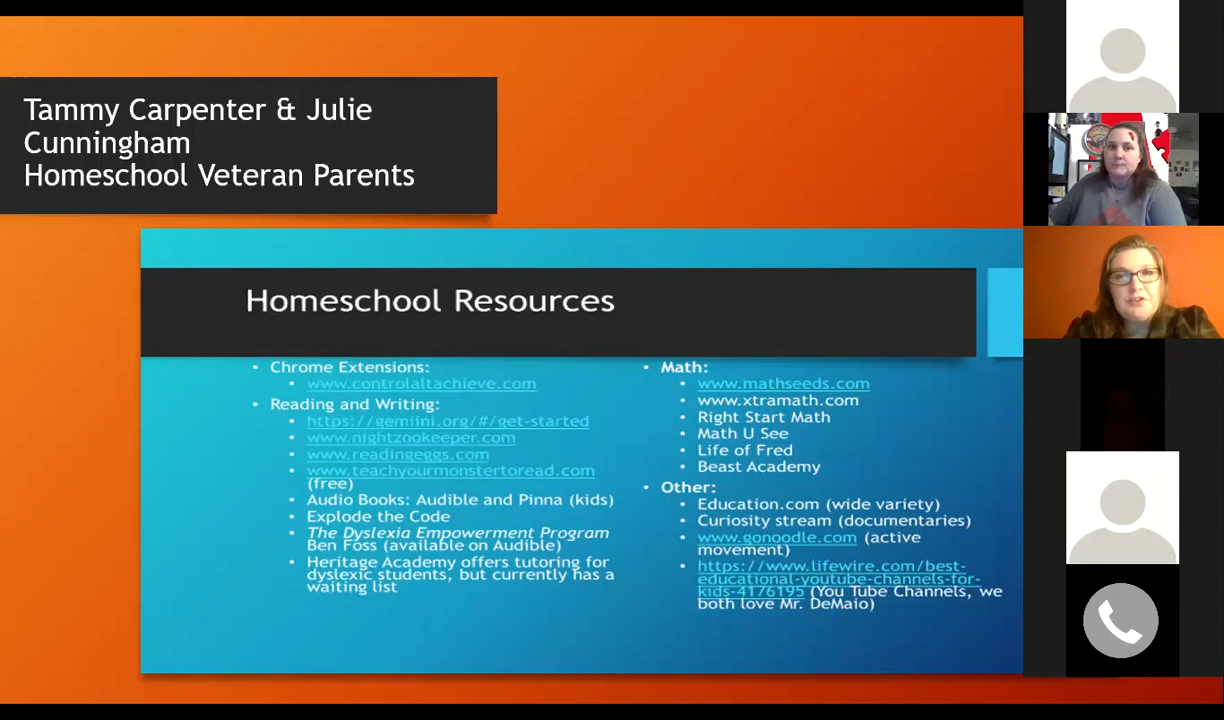 Tammy Carpenter & Julie
Cunningham
Homeschool Veteran Parents
Homeschool Resources
• Chrome Extensions:
• www.controlaltachieve.com
• Reading and Writing:
• https://gemiini.org/#/get-started
• www.nightzookeeper.com
• www.readingeggs.com
• www.teachyourmonstertoread.com
(free)
• Audio Books: Audible and Pinna (kids)
• Explode the Code
• The Dyslexia Empowerment Program
Ben Foss (available on Audible)
• Heritage Academy offers tutoring for
dyslexic students, but currently has a
waiting list
• Math:
• www.mathseeds.com
• www.xtramath.com
• Right Start Math
• Math U See
• Life of Fred
• Beast Academy
• Other:
• Education.com (wide variety)
• Curiosity stream (documentaries)
• www.gonoodle.com (active
movement)
• https://www.lifewire.com/best-
educational-youtube-channels-for-
kids-4176195 (You Tube Channels, we
both love Mr. DeMaio)